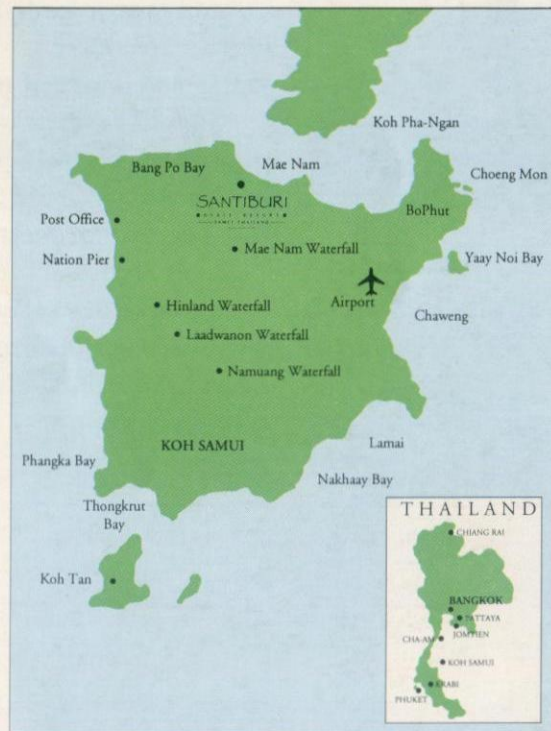 Koh Pha-Ngan
Bang Po Bay
Mae Nam
Choeng Mon
SANTIBURI
BoPhut
Post Office
Mae Nam Waterfall
Nation Pier
Yaay Noi Bay
Airport
Hinland Waterfall
Chaweng
Laadwanon Waterfall
Namuang Waterfall
KOH SAMUI
Lamai
Phangka Bay
Nakhaay Bay
Thongkrut
Bay
Koh Tan
THAILAND
CHIANG RAI
BANGKOK
PATTAYA
JOMTIEN
CHA-AM
KOH SAMUI
KRABI
PHUKET